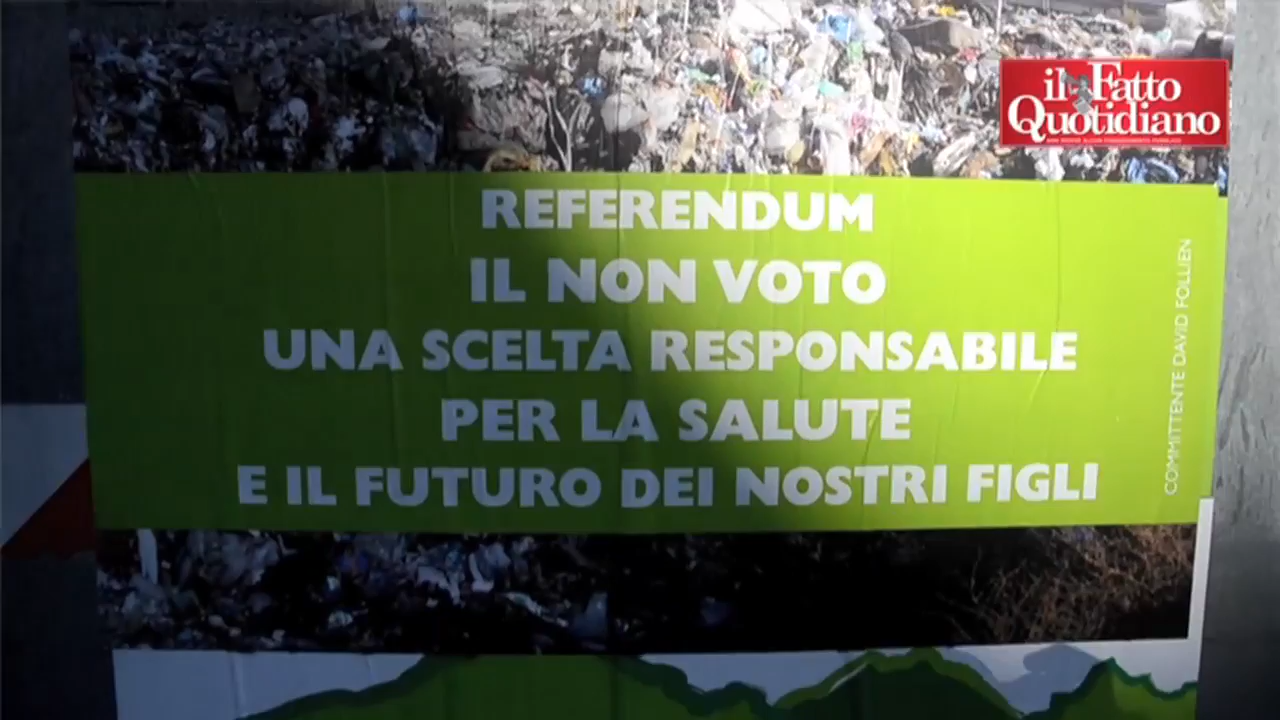 il Fatto
Quotidiano
REFERENDUM
IL NON VOTO
UNA SCELTA RESPONSABILE
PER LA SALUTE
E IL FUTURO DEI NOSTRI FIGLI
COMMITTENTE DAVID FOLLIEN